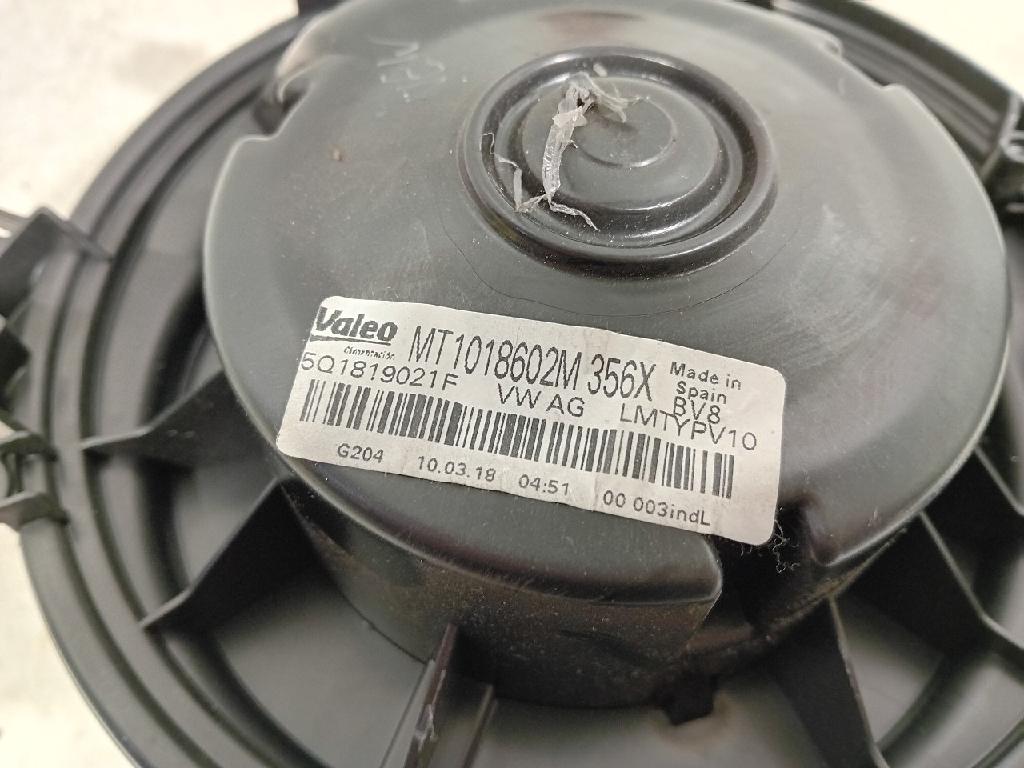 Valeo MT1018602M 356X Made in
Climatización Spain
5Q1819021F VW AG BV8
LMTYPV10
G204 10.03.18 04:51 00 003indL